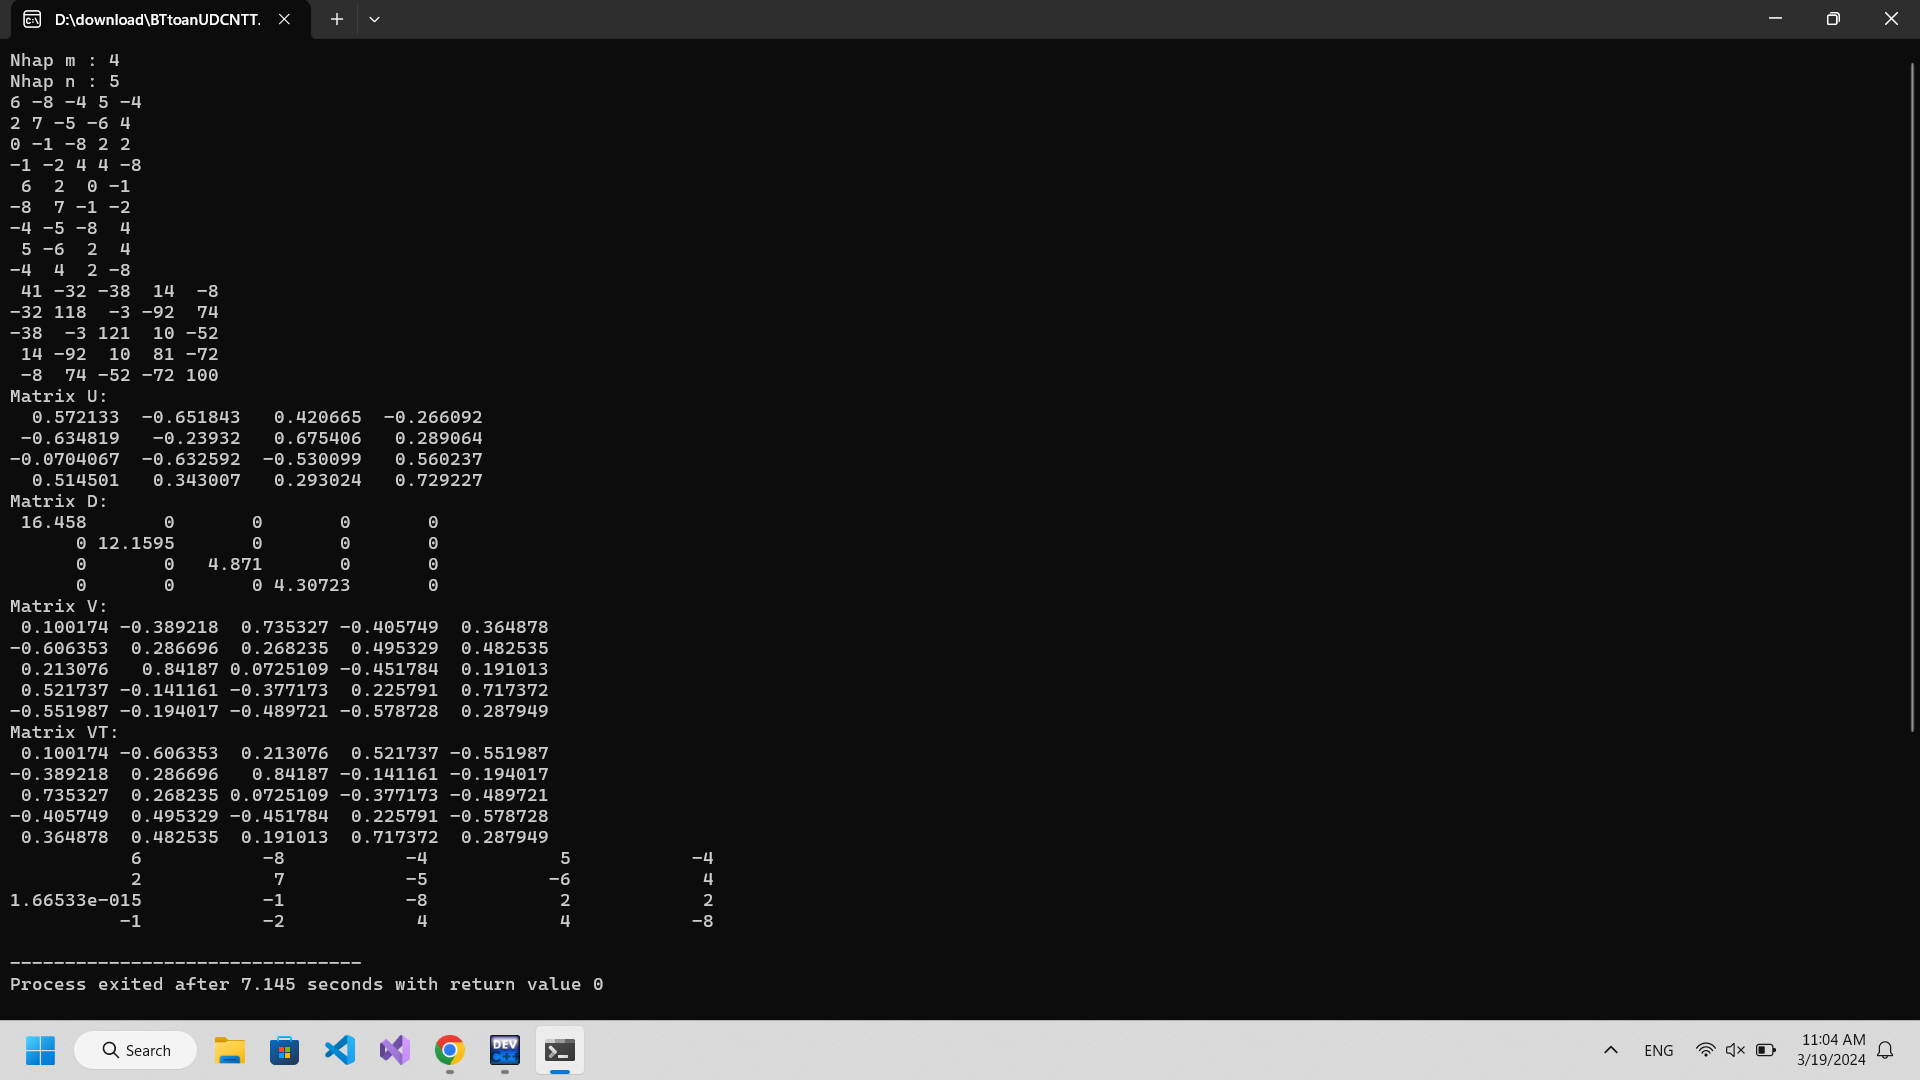 D:\download\BTtoanUDCNTT.
Nhap m : 4
Nhap n : 5
6 -8 -4 5 -4
2 7 -5 -6 4
0 -1 -8 2 2
-1 -2 4 4 -8
6 2 0 -1
-8 7 -1 -2
-4 -5 -8 4
5 -6 2 4
-4 4 2 -8
41 -32 -38 14 -8
-32 118 -3 -92 74
-38 -3 121 10 -52
14 -92 10 81 -72
-8 74 -52 -72 100
Matrix U:
0.572133 -0.651843 0.420665 -0.266092
-0.634819 -0.23932 0.675406 0.289064
-0.0704067 -0.632592 -0.530099 0.560237
0.514501 0.343007 0.293024 0.729227
Matrix D:
16.458 0 0 0 0
0 12.1595 0 0 0
0 0 4.871 0 0
0 0 0 4.30723 0
Matrix V:
0.100174 -0.389218 0.735327 -0.405749 0.364878
-0.606353 0.286696 0.268235 0.495329 0.482535
0.213076 0.84187 0.0725109 -0.451784 0.191013
0.521737 -0.141161 -0.377173 0.225791 0.717372
-0.551987 -0.194017 -0.489721 -0.578728 0.287949
Matrix VT:
0.100174 -0.606353 0.213076 0.521737 -0.551987
-0.389218 0.286696 0.84187 -0.141161 -0.194017
0.735327 0.268235 0.0725109 -0.377173 -0.489721
-0.405749 0.495329 -0.451784 0.225791 -0.578728
0.364878 0.482535 0.191013 0.717372 0.287949
6 -8 -4 5 -4
2 7 -5 -6 4
1.66533e-015 -1 -8 2 2
-1 -2 4 4 -8
--------------------------------
Process exited after 7.145 seconds with return value 0
Search
DEV
C++
ENG
11:04 AM
3/19/2024